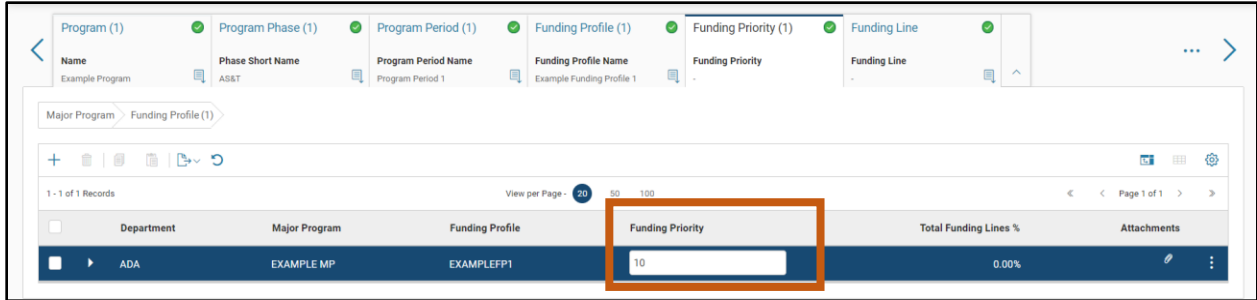 Program (1) Program Phase (1) Program Period (1) Funding Profile (1) Funding Priority (1) Funding Line
Name Phase Short Name Program Period Name Funding Profile Name Funding Priority Funding Line
Example Program AS&T Program Period 1 Example Funding Profile 1 - -
Major Program Funding Profile (1)
1 - 1 of 1 Records View per Page - 20 50 100 Page 1 of 1
Department Major Program Funding Profile Funding Priority Total Funding Lines % Attachments
ADA EXAMPLE MP EXAMPLEFP1 10 0.00%